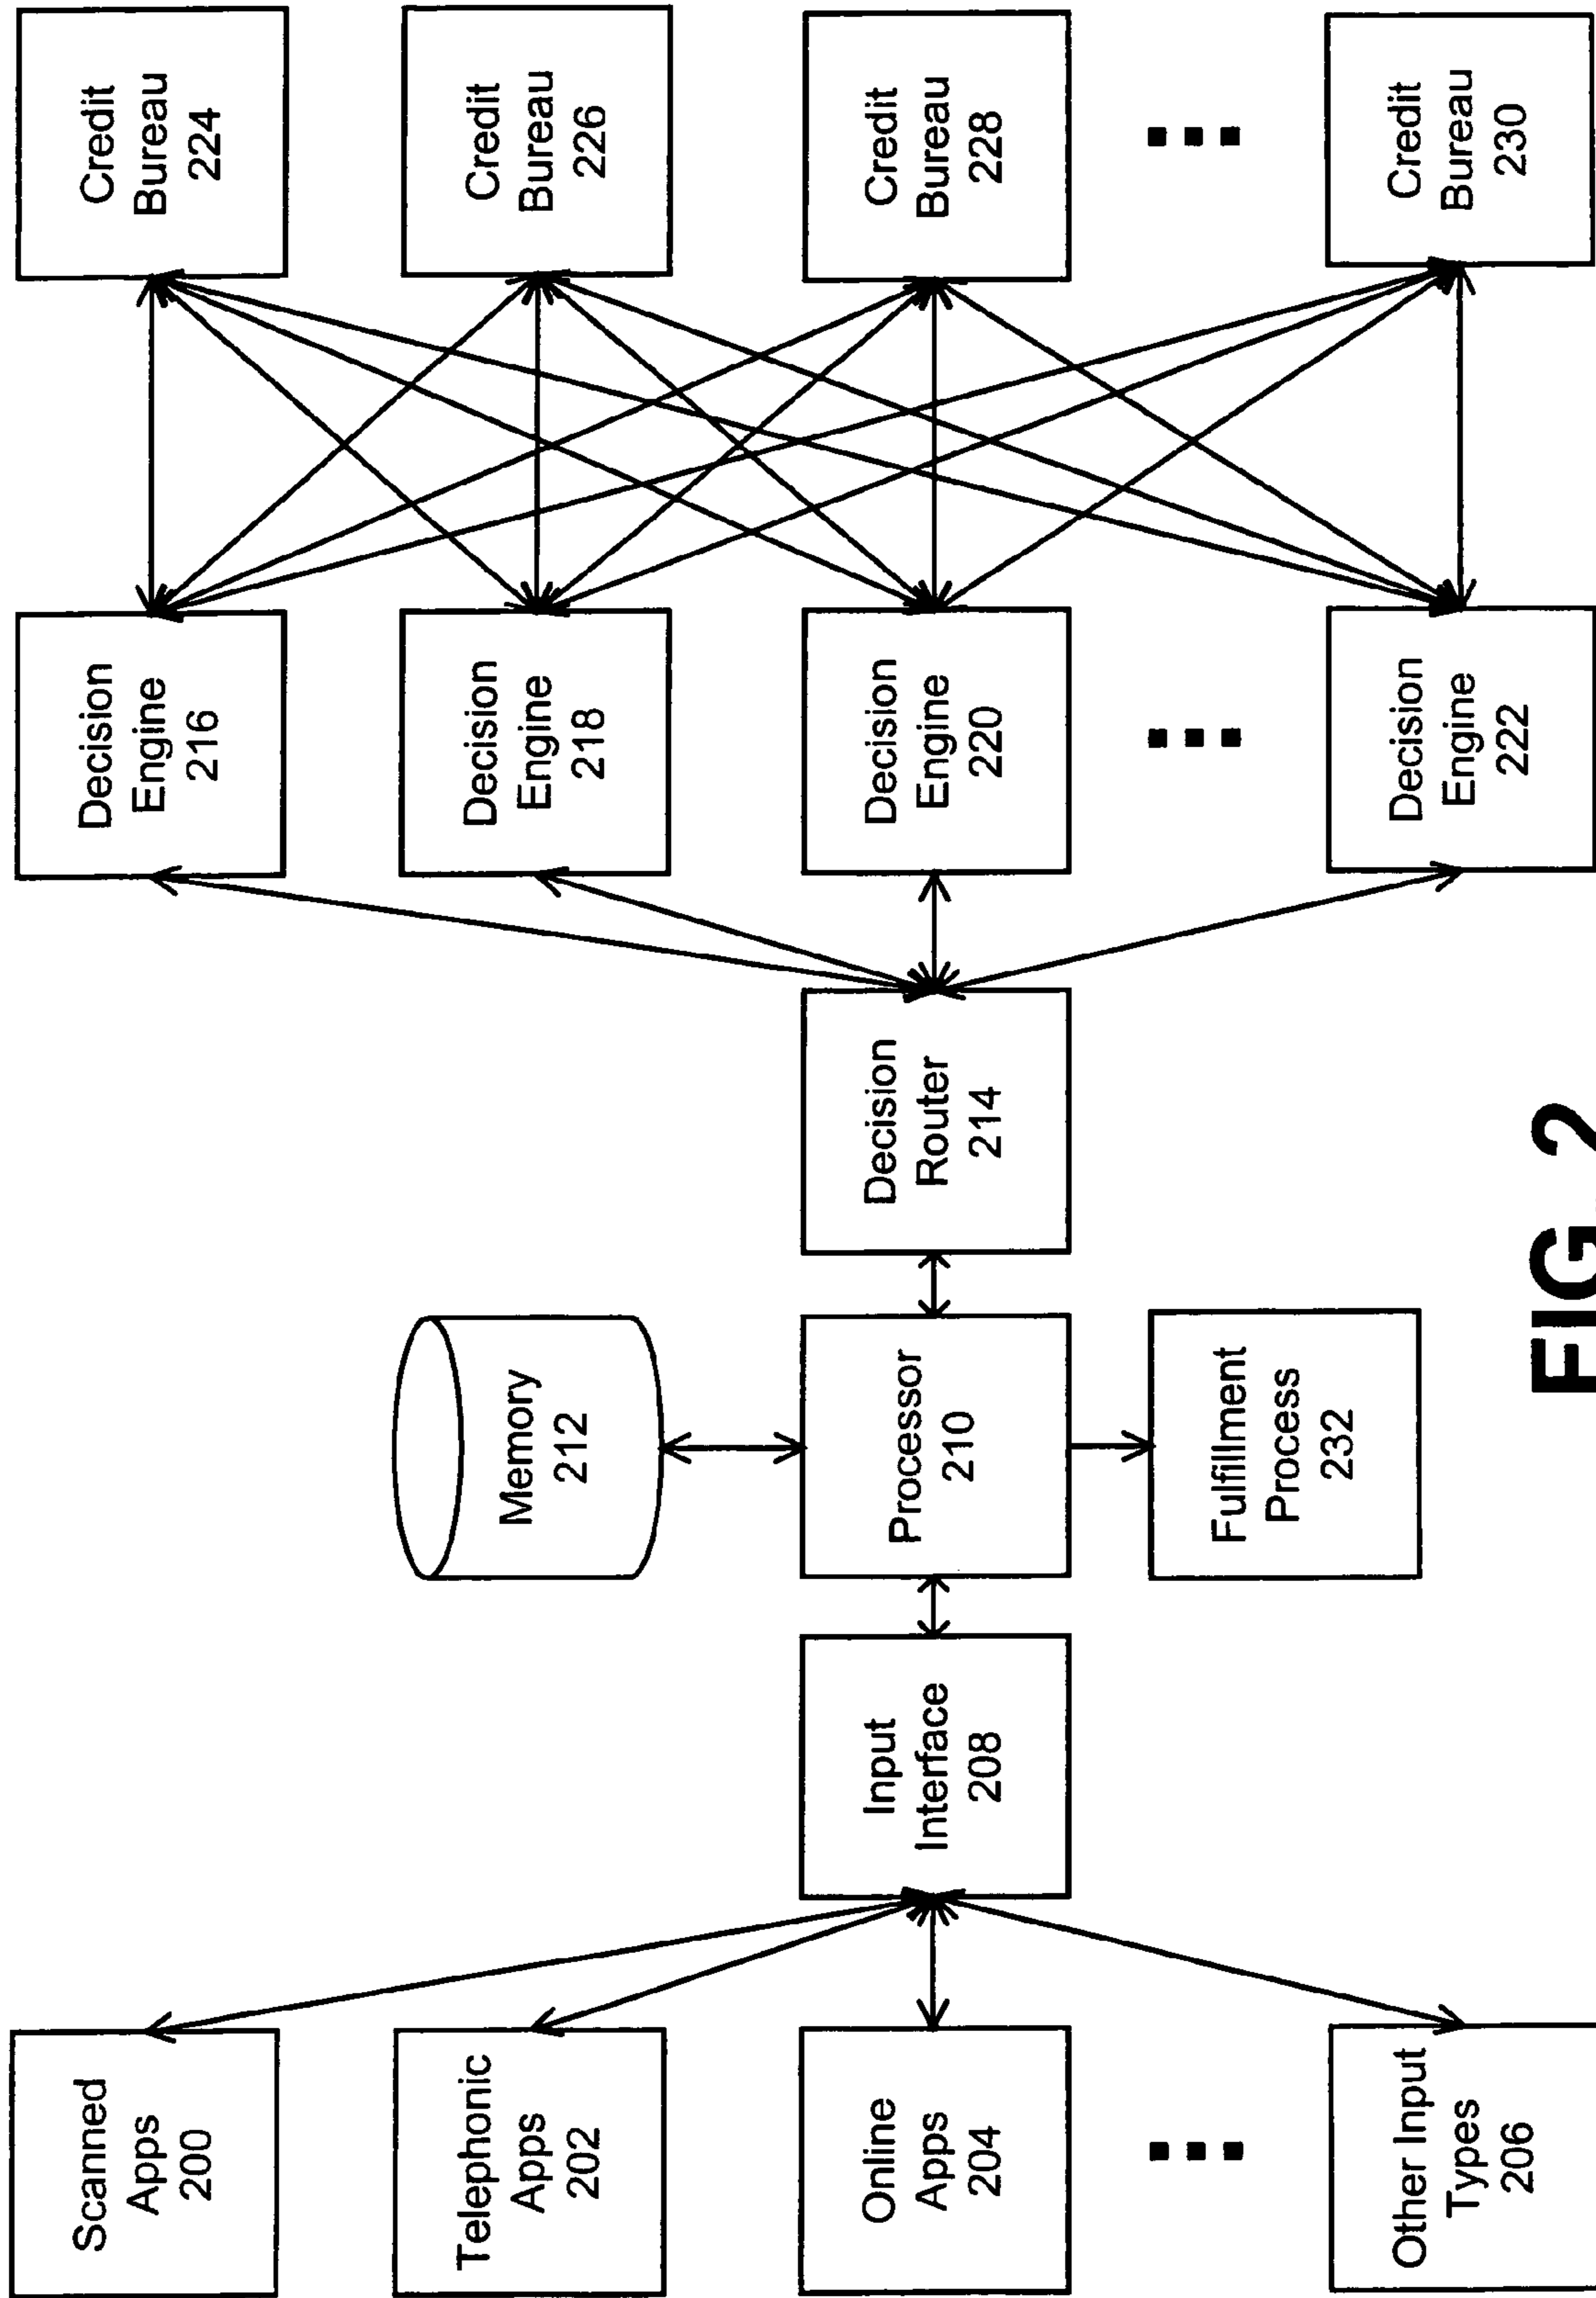 Scanned
Apps
200
Telephonic
Apps
202
Online
Apps
204
Other Input
Types
206
Input
Interface
208
Memory
212
Processor
210
Fulfillment
Process
232
Decision
Router
214
Decision
Engine
216
Decision
Engine
218
Decision
Engine
220
Decision
Engine
222
Credit
Bureau
224
Credit
Bureau
226
Credit
Bureau
228
Credit
Bureau
230
FIG. 2